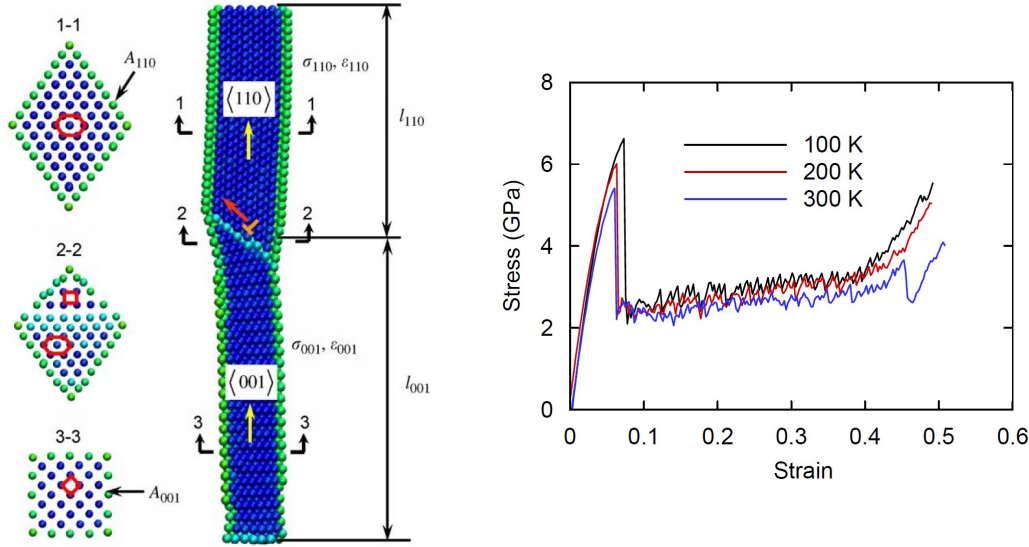 1-1
A110
2-2
3-3
A001
σ110, ε110
⟨110⟩
1 1
l110
2 2
σ001, ε001
⟨001⟩
l001
3 3
8
6
4
2
0
Stress (GPa)
100 K
200 K
300 K
0 0.1 0.2 0.3 0.4 0.5 0.6
Strain